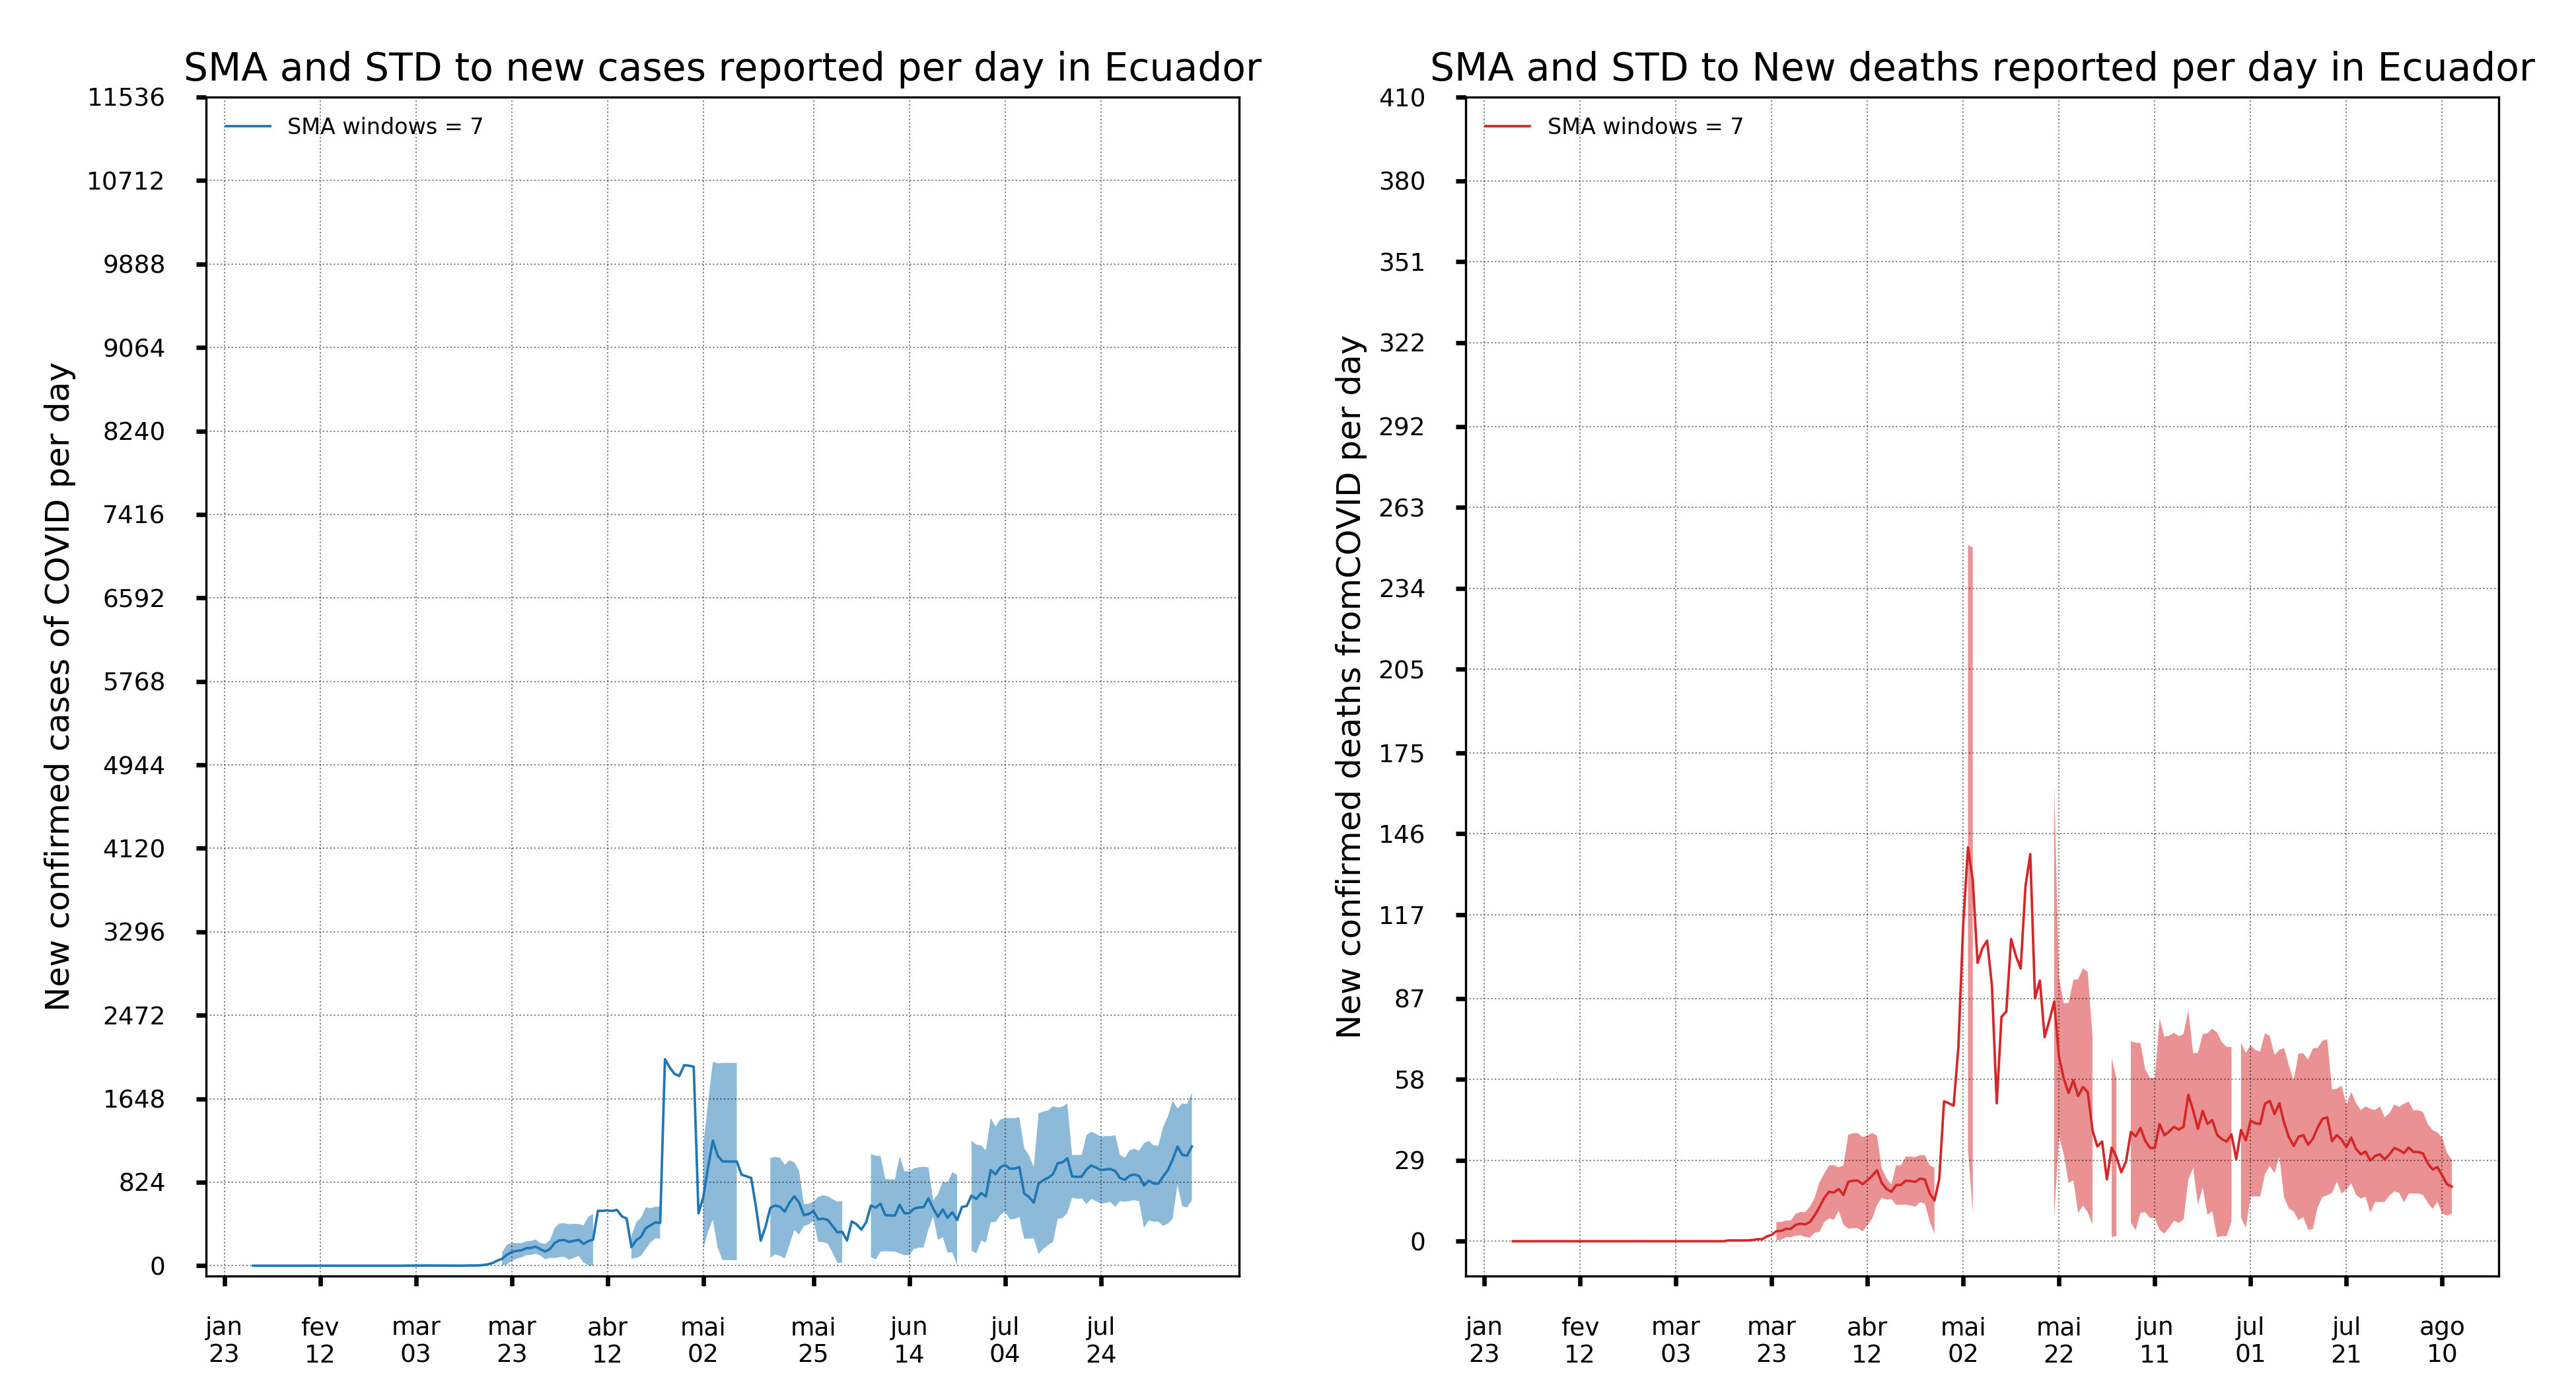 SMA and STD to new cases reported per day in Ecuador
New confirmed cases of COVID per day
11536
10712
9888
9064
8240
7416
6592
5768
4944
4120
3296
2472
1648
824
0
SMA windows = 7
jan 23
fev 12
mar 03
mar 23
abr 12
mai 02
mai 25
jun 14
jul 04
jul 24
SMA and STD to New deaths reported per day in Ecuador
New confirmed deaths fromCOVID per day
410
380
351
322
292
263
234
205
175
146
117
87
58
29
0
SMA windows = 7
jan 23
fev 12
mar 03
mar 23
abr 12
mai 02
mai 22
jun 11
jul 01
jul 21
ago 10